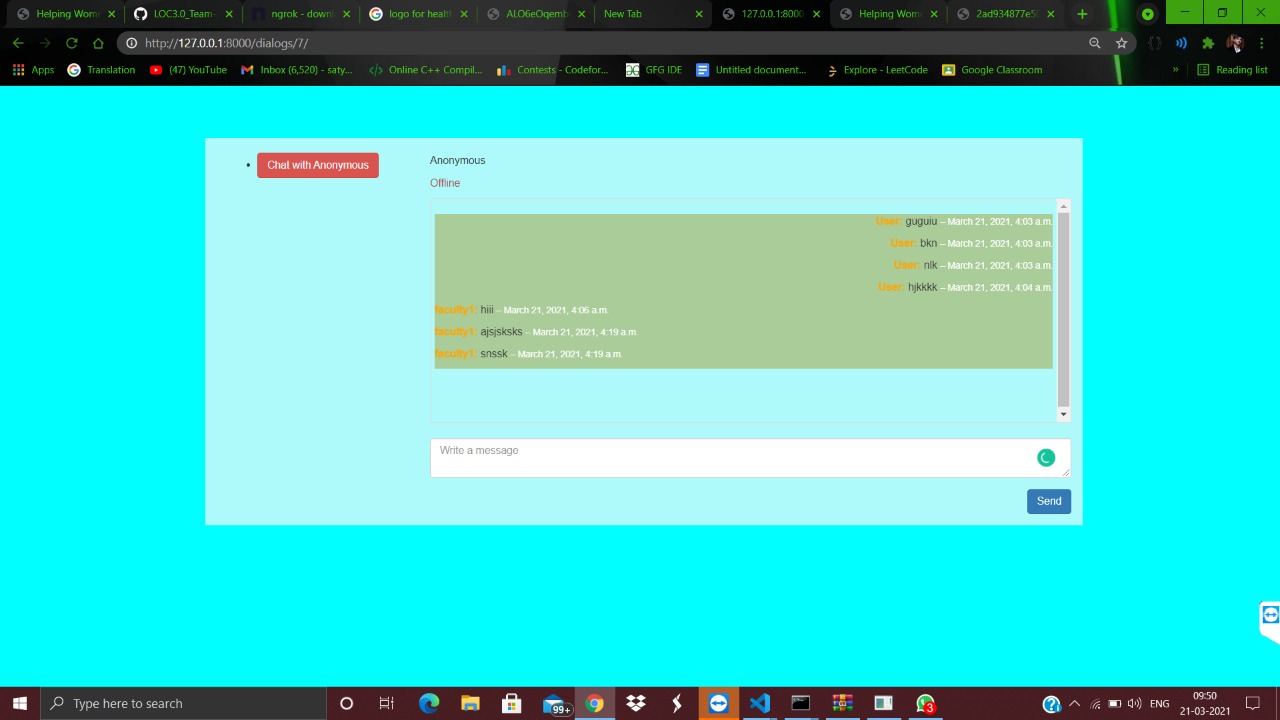 Helping Wom
LOC3.0_Team-
ngrok - downl
logo for health
ALO6eOqemb
New Tab
127.0.0.1:8000
Helping Wom
2ad934877e5
http://127.0.0.1:8000/dialogs/7/
Apps
Translation
(47) YouTube
Inbox (6,520) - saty...
Online C++ Compil...
Contests - Codefor...
GFG IDE
Untitled document...
Explore - LeetCode
Google Classroom
»
Reading list
Chat with Anonymous
Anonymous
Offline
User: guguiu – March 21, 2021, 4:03 a.m.
User: bkn – March 21, 2021, 4:03 a.m.
User: nlk – March 21, 2021, 4:03 a.m.
User: hjkkkk – March 21, 2021, 4:04 a.m.
faculty1: hiii – March 21, 2021, 4:06 a.m.
faculty1: ajsjsksks – March 21, 2021, 4:19 a.m.
faculty1: snssk – March 21, 2021, 4:19 a.m.
Write a message
Send
Type here to search
99+
3
ENG
09:50
21-03-2021